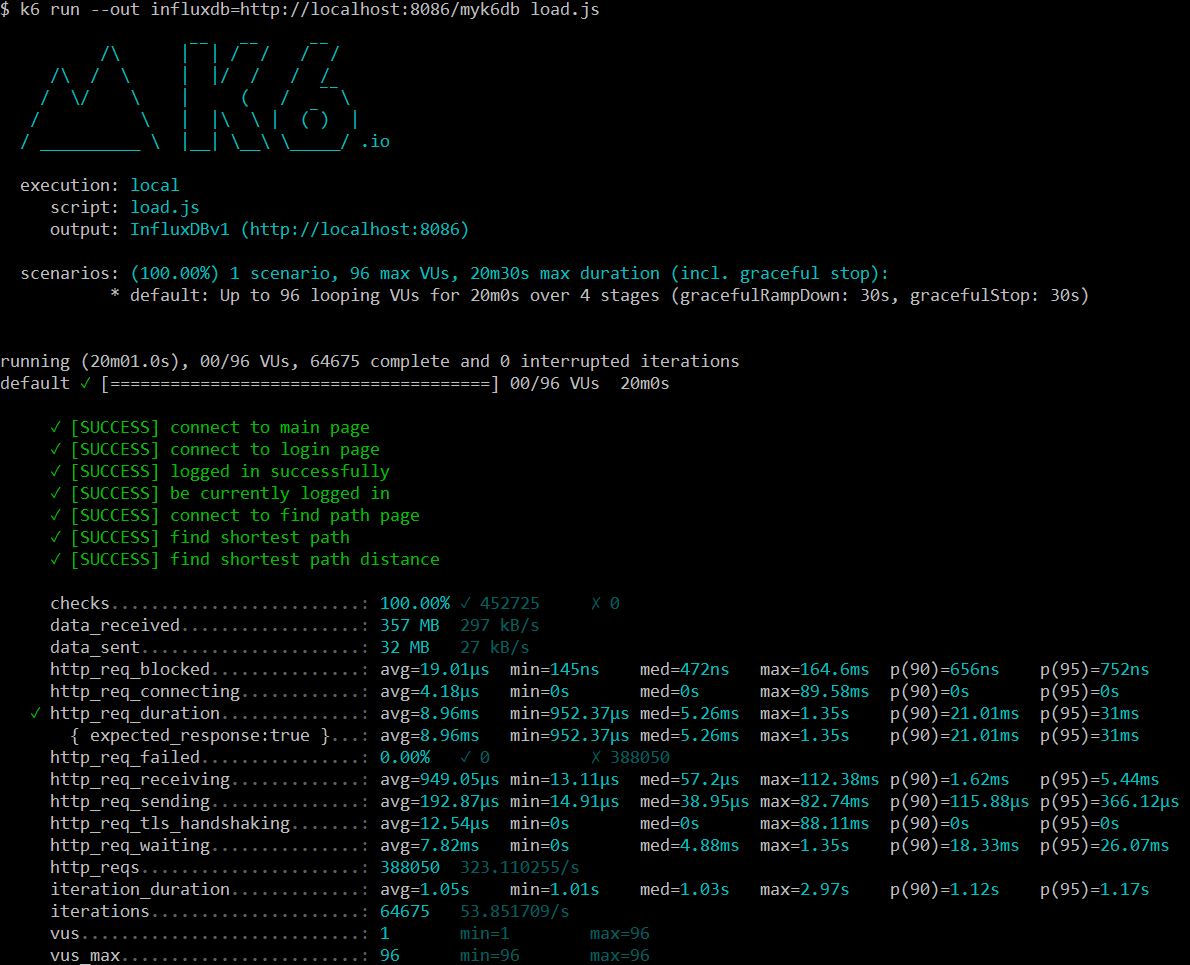 $ k6 run --out influxdb=http://localhost:8086/myk6db load.js
          /\      |‾‾| /‾‾/   /‾‾/
     /\  /  \     |  |/  /   /  /
    /  \/    \    |     (   /   ‾‾\
   /          \   |  |\  \ |  (‾)  |
  / __________ \  |__| \__\ \_____/ .io
  execution: local
     script: load.js
     output: InfluxDBv1 (http://localhost:8086)
  scenarios: (100.00%) 1 scenario, 96 max VUs, 20m30s max duration (incl. graceful stop):
           * default: Up to 96 looping VUs for 20m0s over 4 stages (gracefulRampDown: 30s, gracefulStop: 30s)
running (20m01.0s), 00/96 VUs, 64675 complete and 0 interrupted iterations
default ✓ [======================================] 00/96 VUs  20m0s
     ✓ [SUCCESS] connect to main page
     ✓ [SUCCESS] connect to login page
     ✓ [SUCCESS] logged in successfully
     ✓ [SUCCESS] be currently logged in
     ✓ [SUCCESS] connect to find path page
     ✓ [SUCCESS] find shortest path
     ✓ [SUCCESS] find shortest path distance
     checks.........................: 100.00% ✓ 452725     ✗ 0
     data_received..................: 357 MB  297 kB/s
     data_sent......................: 32 MB   27 kB/s
     http_req_blocked...............: avg=19.01µs  min=145ns    med=472ns   max=164.6ms  p(90)=656ns    p(95)=752ns
     http_req_connecting............: avg=4.18µs   min=0s       med=0s      max=89.58ms  p(90)=0s       p(95)=0s
   ✓ http_req_duration..............: avg=8.96ms   min=952.37µs med=5.26ms  max=1.35s    p(90)=21.01ms  p(95)=31ms
       { expected_response:true }...: avg=8.96ms   min=952.37µs med=5.26ms  max=1.35s    p(90)=21.01ms  p(95)=31ms
     http_req_failed................: 0.00%   ✓ 0          ✗ 388050
     http_req_receiving.............: avg=949.05µs min=13.11µs  med=57.2µs  max=112.38ms p(90)=1.62ms   p(95)=5.44ms
     http_req_sending...............: avg=192.87µs min=14.91µs  med=38.95µs max=82.74ms  p(90)=115.88µs p(95)=366.12µs
     http_req_tls_handshaking.......: avg=12.54µs  min=0s       med=0s      max=88.11ms  p(90)=0s       p(95)=0s
     http_req_waiting...............: avg=7.82ms   min=0s       med=4.88ms  max=1.35s    p(90)=18.33ms  p(95)=26.07ms
     http_reqs......................: 388050  323.110255/s
     iteration_duration.............: avg=1.05s    min=1.01s    med=1.03s   max=2.97s    p(90)=1.12s    p(95)=1.17s
     iterations.....................: 64675   53.851709/s
     vus............................: 1       min=1        max=96
     vus_max........................: 96      min=96       max=96